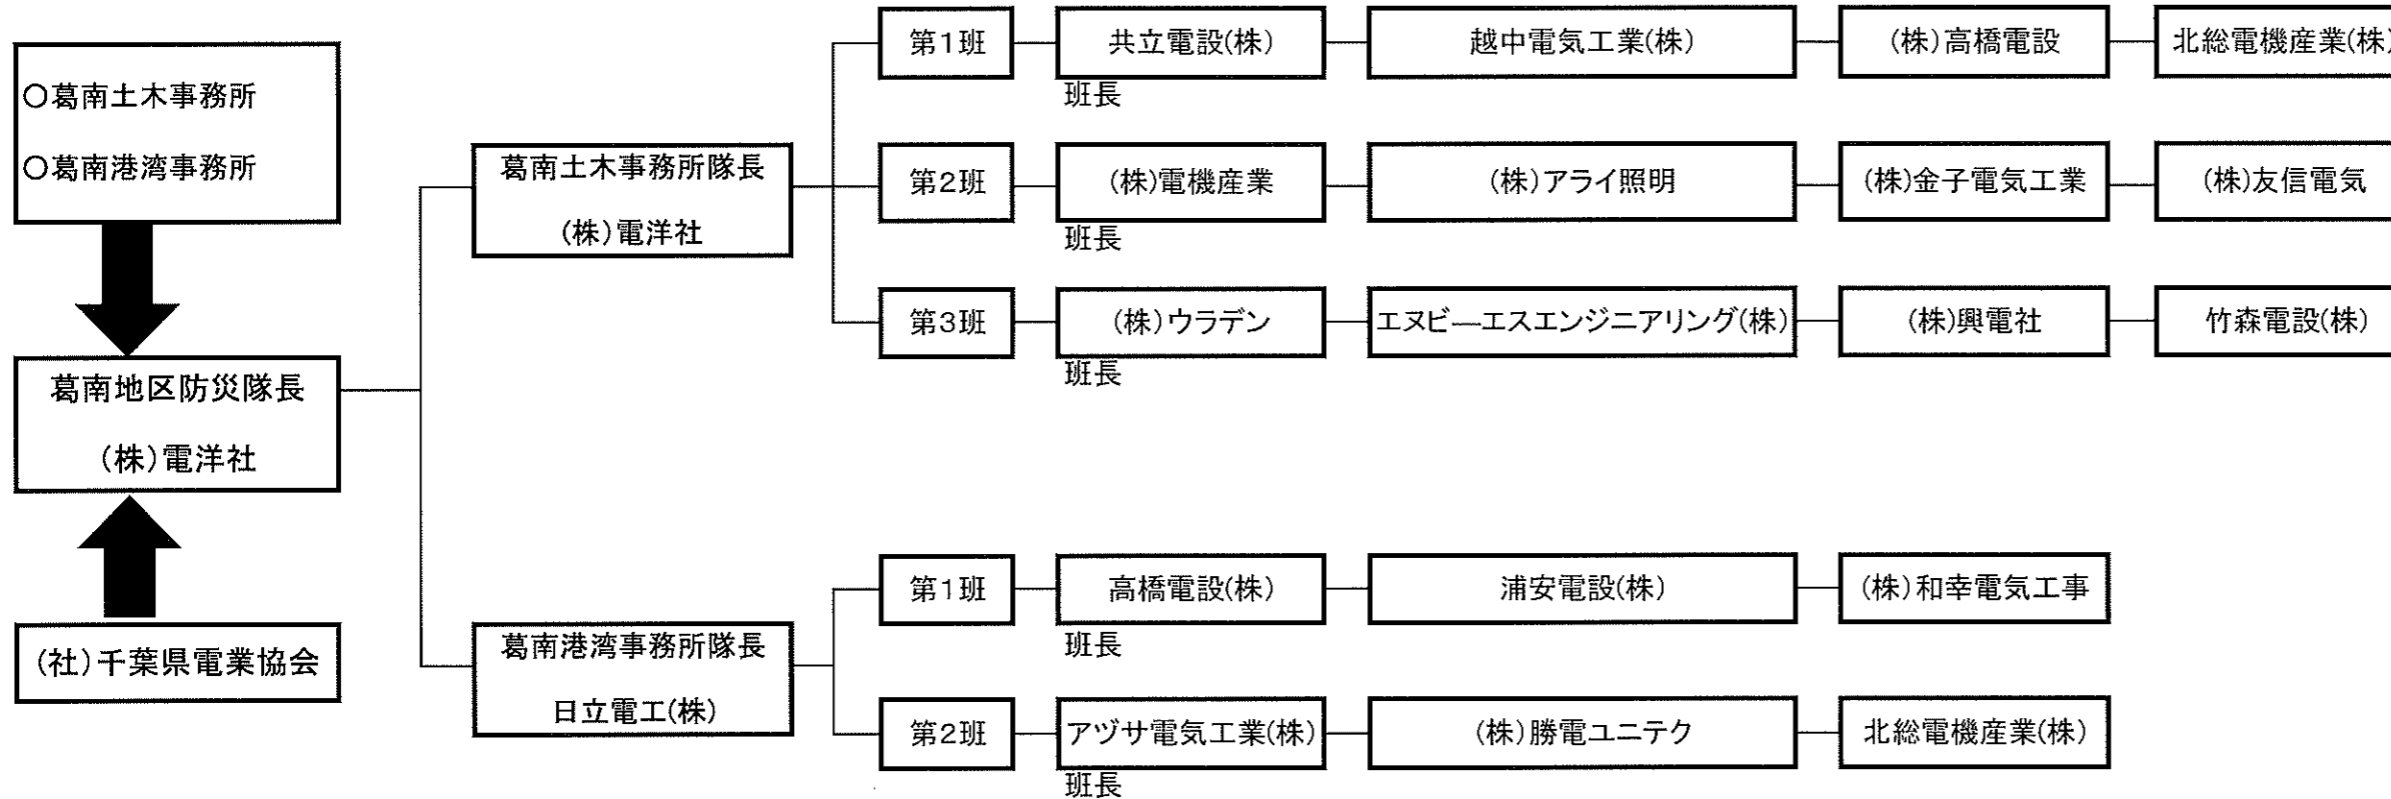 ○葛南土木事務所
○葛南港湾事務所
葛南地区防災隊長
(株)電洋社
(社)千葉県電業協会
葛南土木事務所隊長
(株)電洋社
第1班
共立電設(株)
班長
越中電気工業(株)
(株)高橋電設
北総電機産業(株)
第2班
(株)電機産業
班長
(株)アライ照明
(株)金子電気工業
(株)友信電気
第3班
(株)ウラデン
班長
エヌビーエスエンジニアリング(株)
(株)興電社
竹森電設(株)
葛南港湾事務所隊長
日立電工(株)
第1班
高橋電設(株)
班長
浦安電設(株)
(株)和幸電気工事
第2班
アヅサ電気工業(株)
班長
(株)勝電ユニテク
北総電機産業(株)